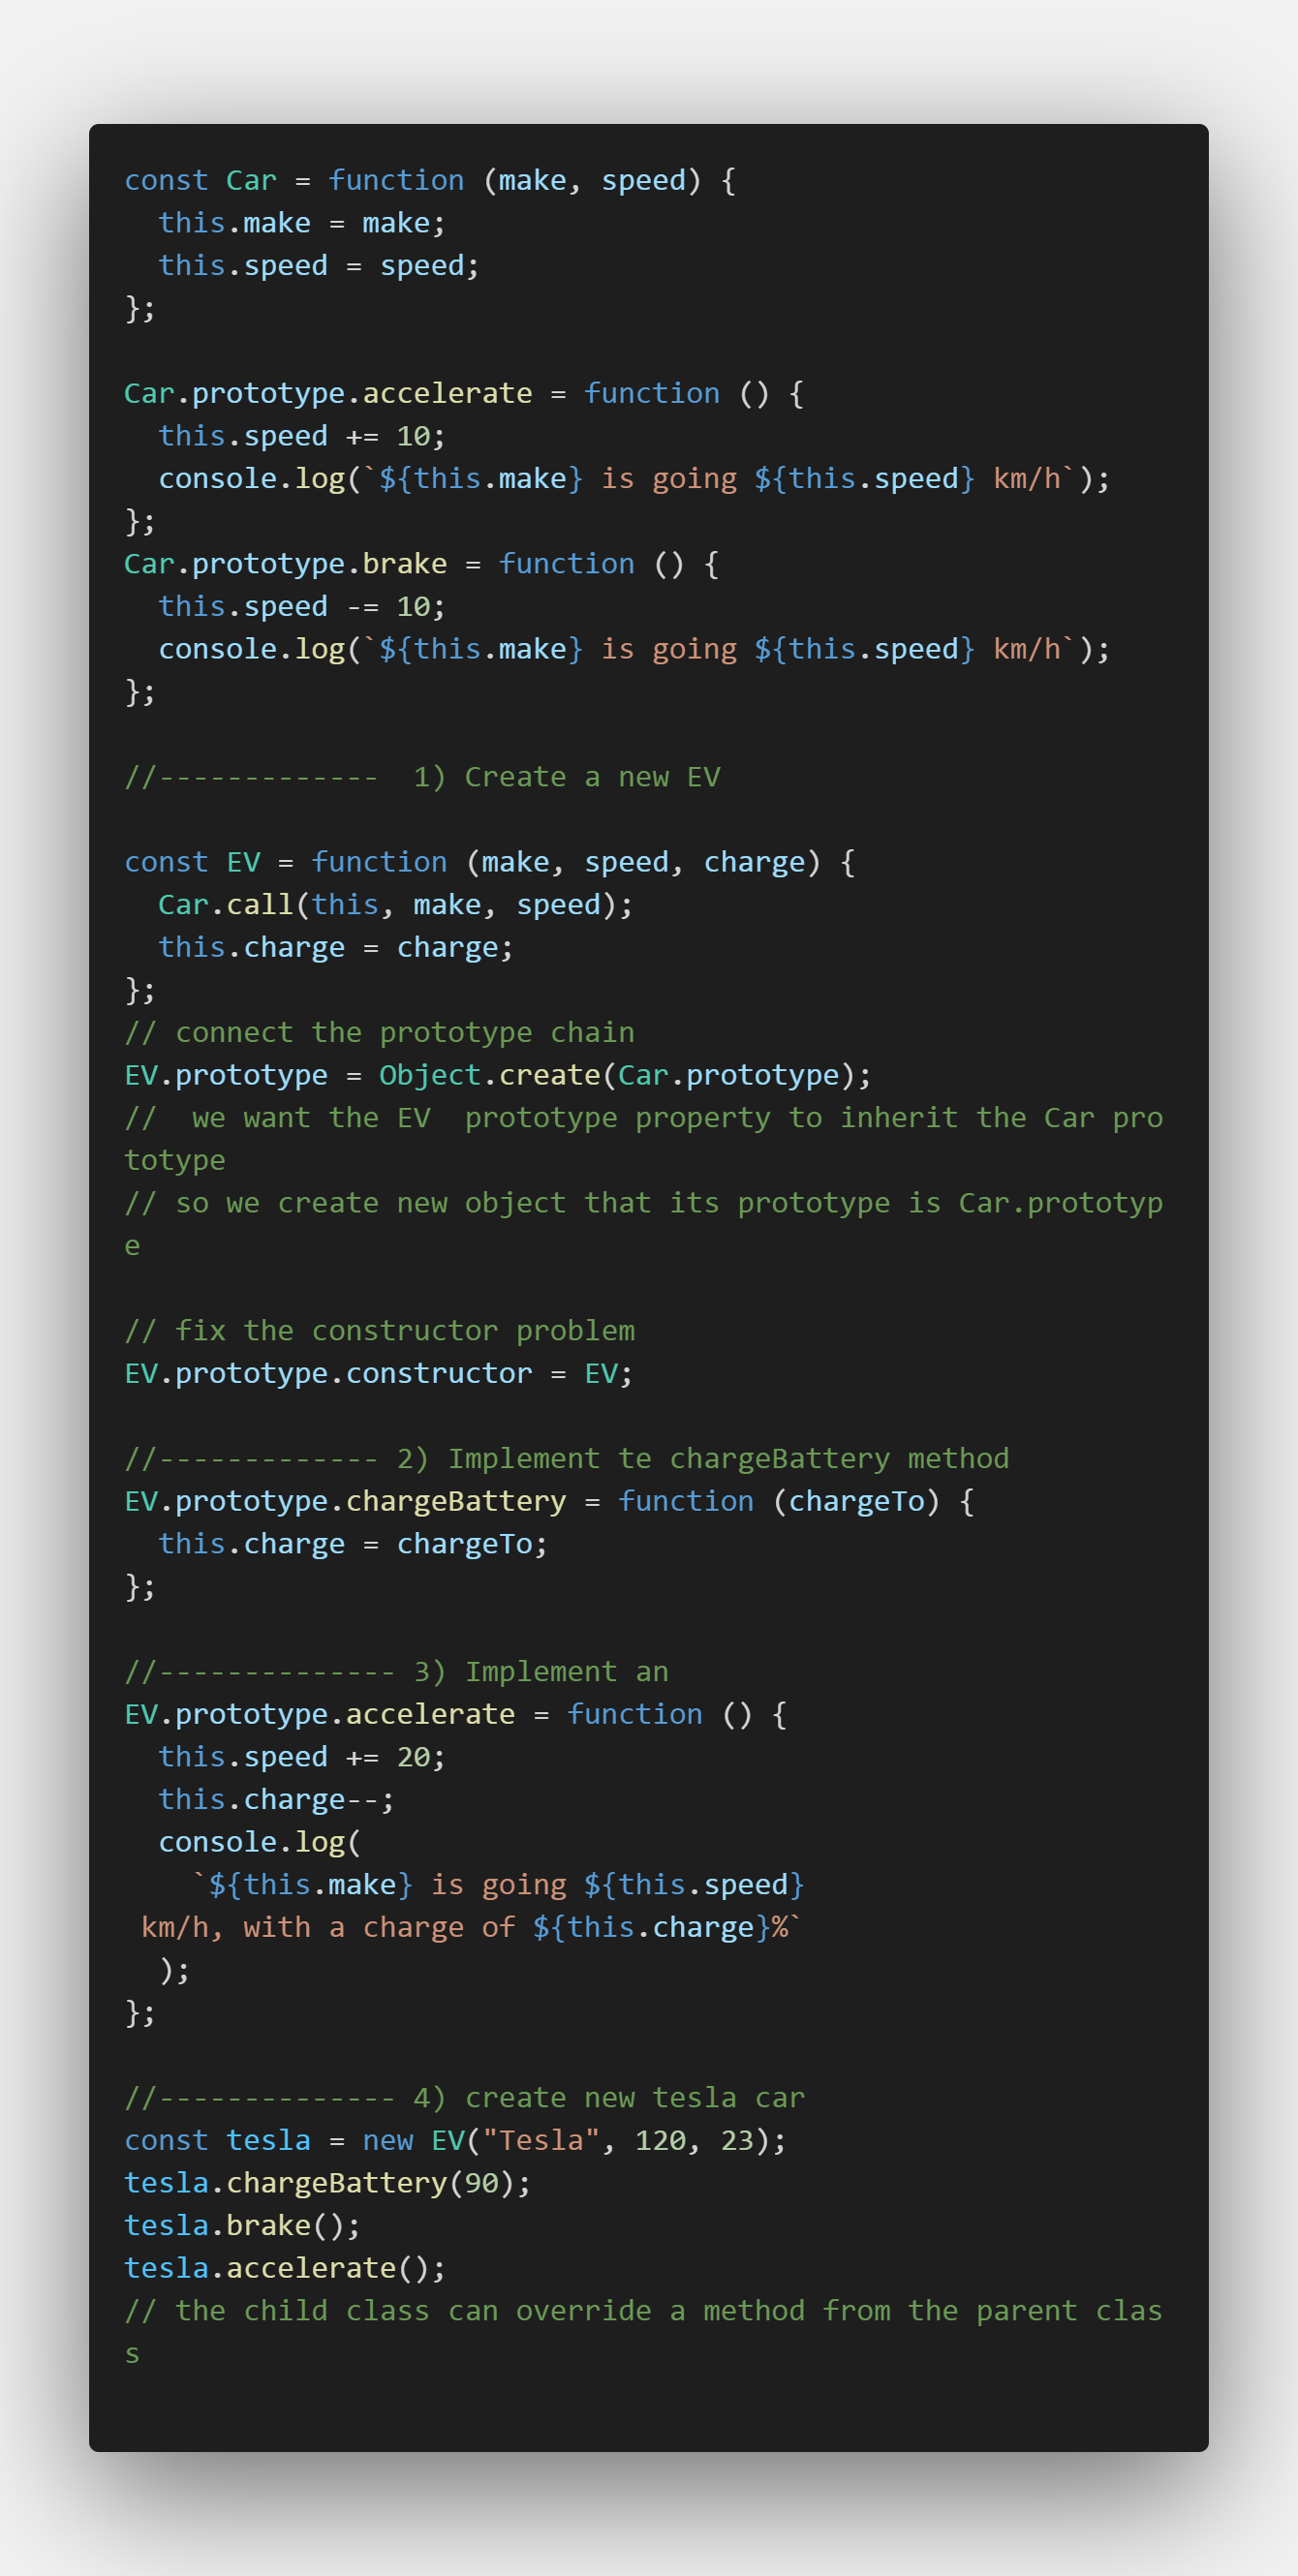 const Car = function (make, speed) {
  this.make = make;
  this.speed = speed;
};

Car.prototype.accelerate = function () {
  this.speed += 10;
  console.log(`${this.make} is going ${this.speed} km/h`);
};
Car.prototype.brake = function () {
  this.speed -= 10;
  console.log(`${this.make} is going ${this.speed} km/h`);
};

//-------------  1) Create a new EV

const EV = function (make, speed, charge) {
  Car.call(this, make, speed);
  this.charge = charge;
};
// connect the prototype chain
EV.prototype = Object.create(Car.prototype);
//  we want the EV  prototype property to inherit the Car pro
totype
// so we create new object that its prototype is Car.prototyp
e

// fix the constructor problem
EV.prototype.constructor = EV;

//------------- 2) Implement te chargeBattery method
EV.prototype.chargeBattery = function (chargeTo) {
  this.charge = chargeTo;
};

//-------------- 3) Implement an
EV.prototype.accelerate = function () {
  this.speed += 20;
  this.charge--;
  console.log(
    `${this.make} is going ${this.speed}
 km/h, with a charge of ${this.charge}%`
  );
};

//-------------- 4) create new tesla car
const tesla = new EV("Tesla", 120, 23);
tesla.chargeBattery(90);
tesla.brake();
tesla.accelerate();
// the child class can override a method from the parent clas
s